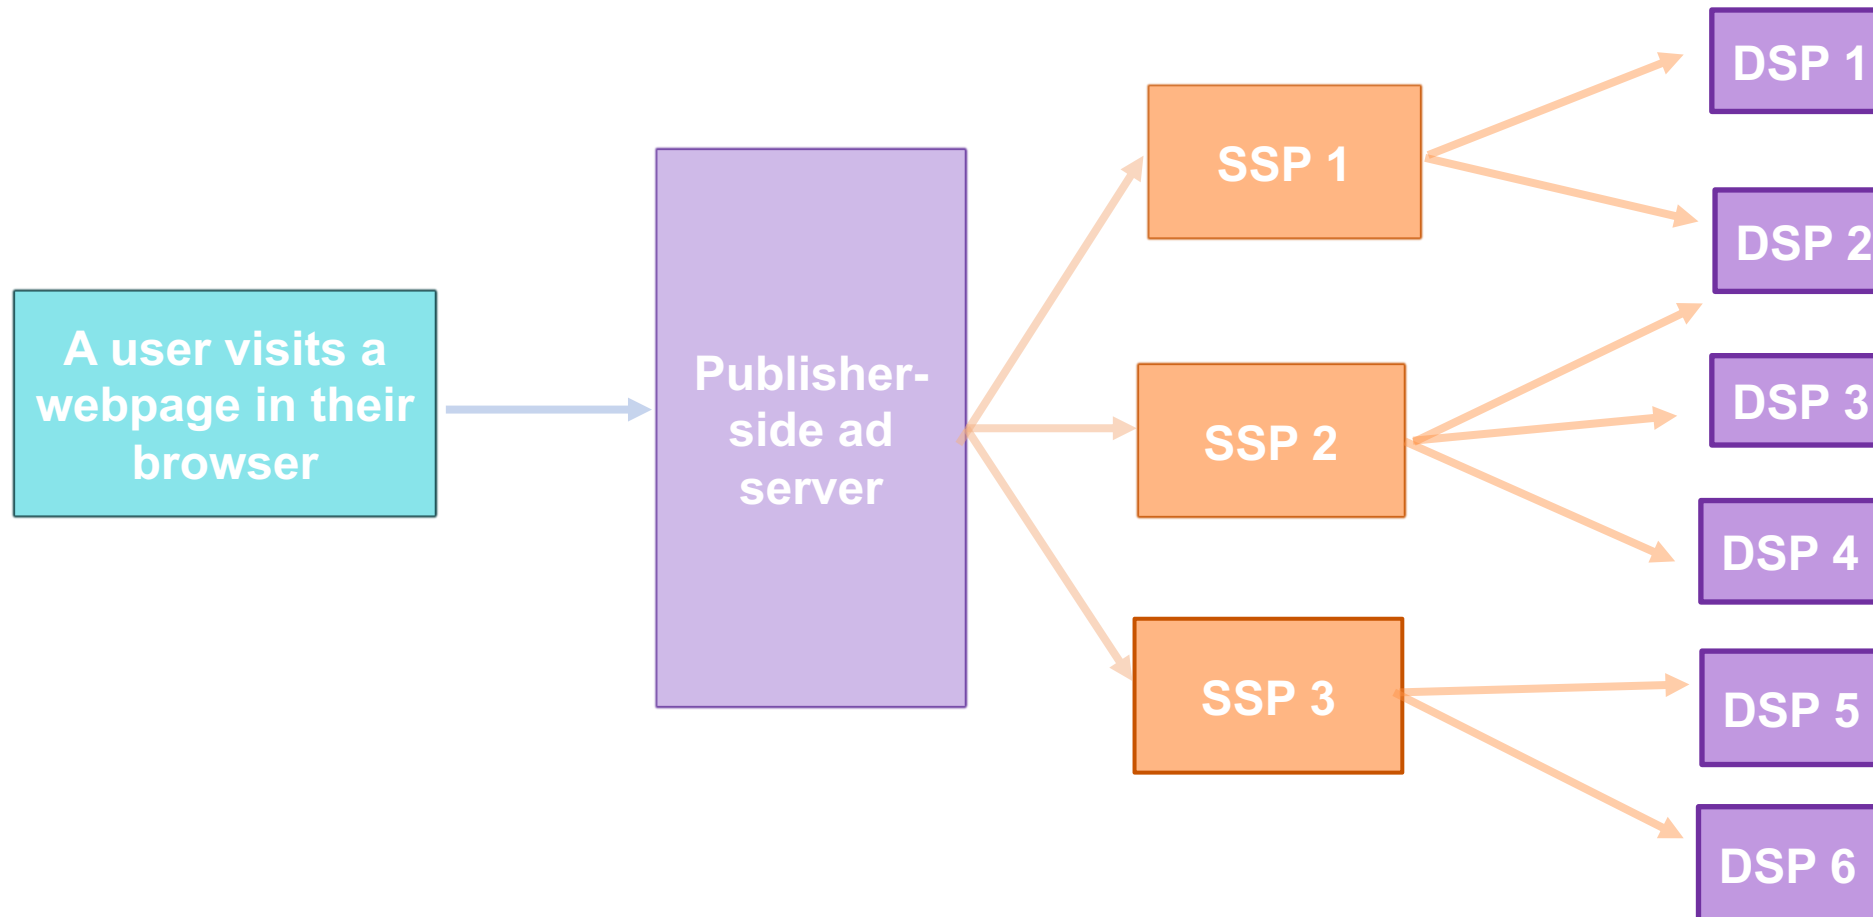 A user visits a
webpage in their
browser
Publisher-
side ad
server
SSP 1
SSP 2
SSP 3
DSP 1
DSP 2
DSP 3
DSP 4
DSP 5
DSP 6